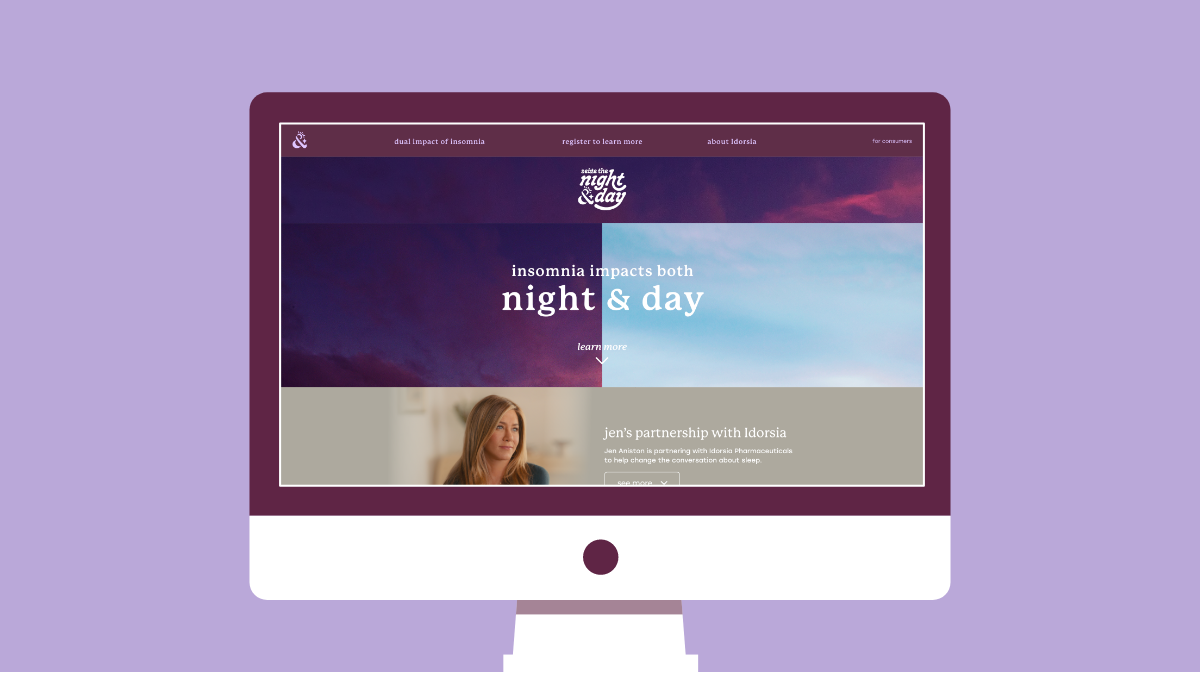 &
dual impact of insomnia
register to learn more
about Idorsia
for consumers
seize the
night
& day
insomnia impacts both
night & day
learn more
jen's partnership with Idorsia
Jen Aniston is partnering with Idorsia Pharmaceuticals
to help change the conversation about sleep.
see more